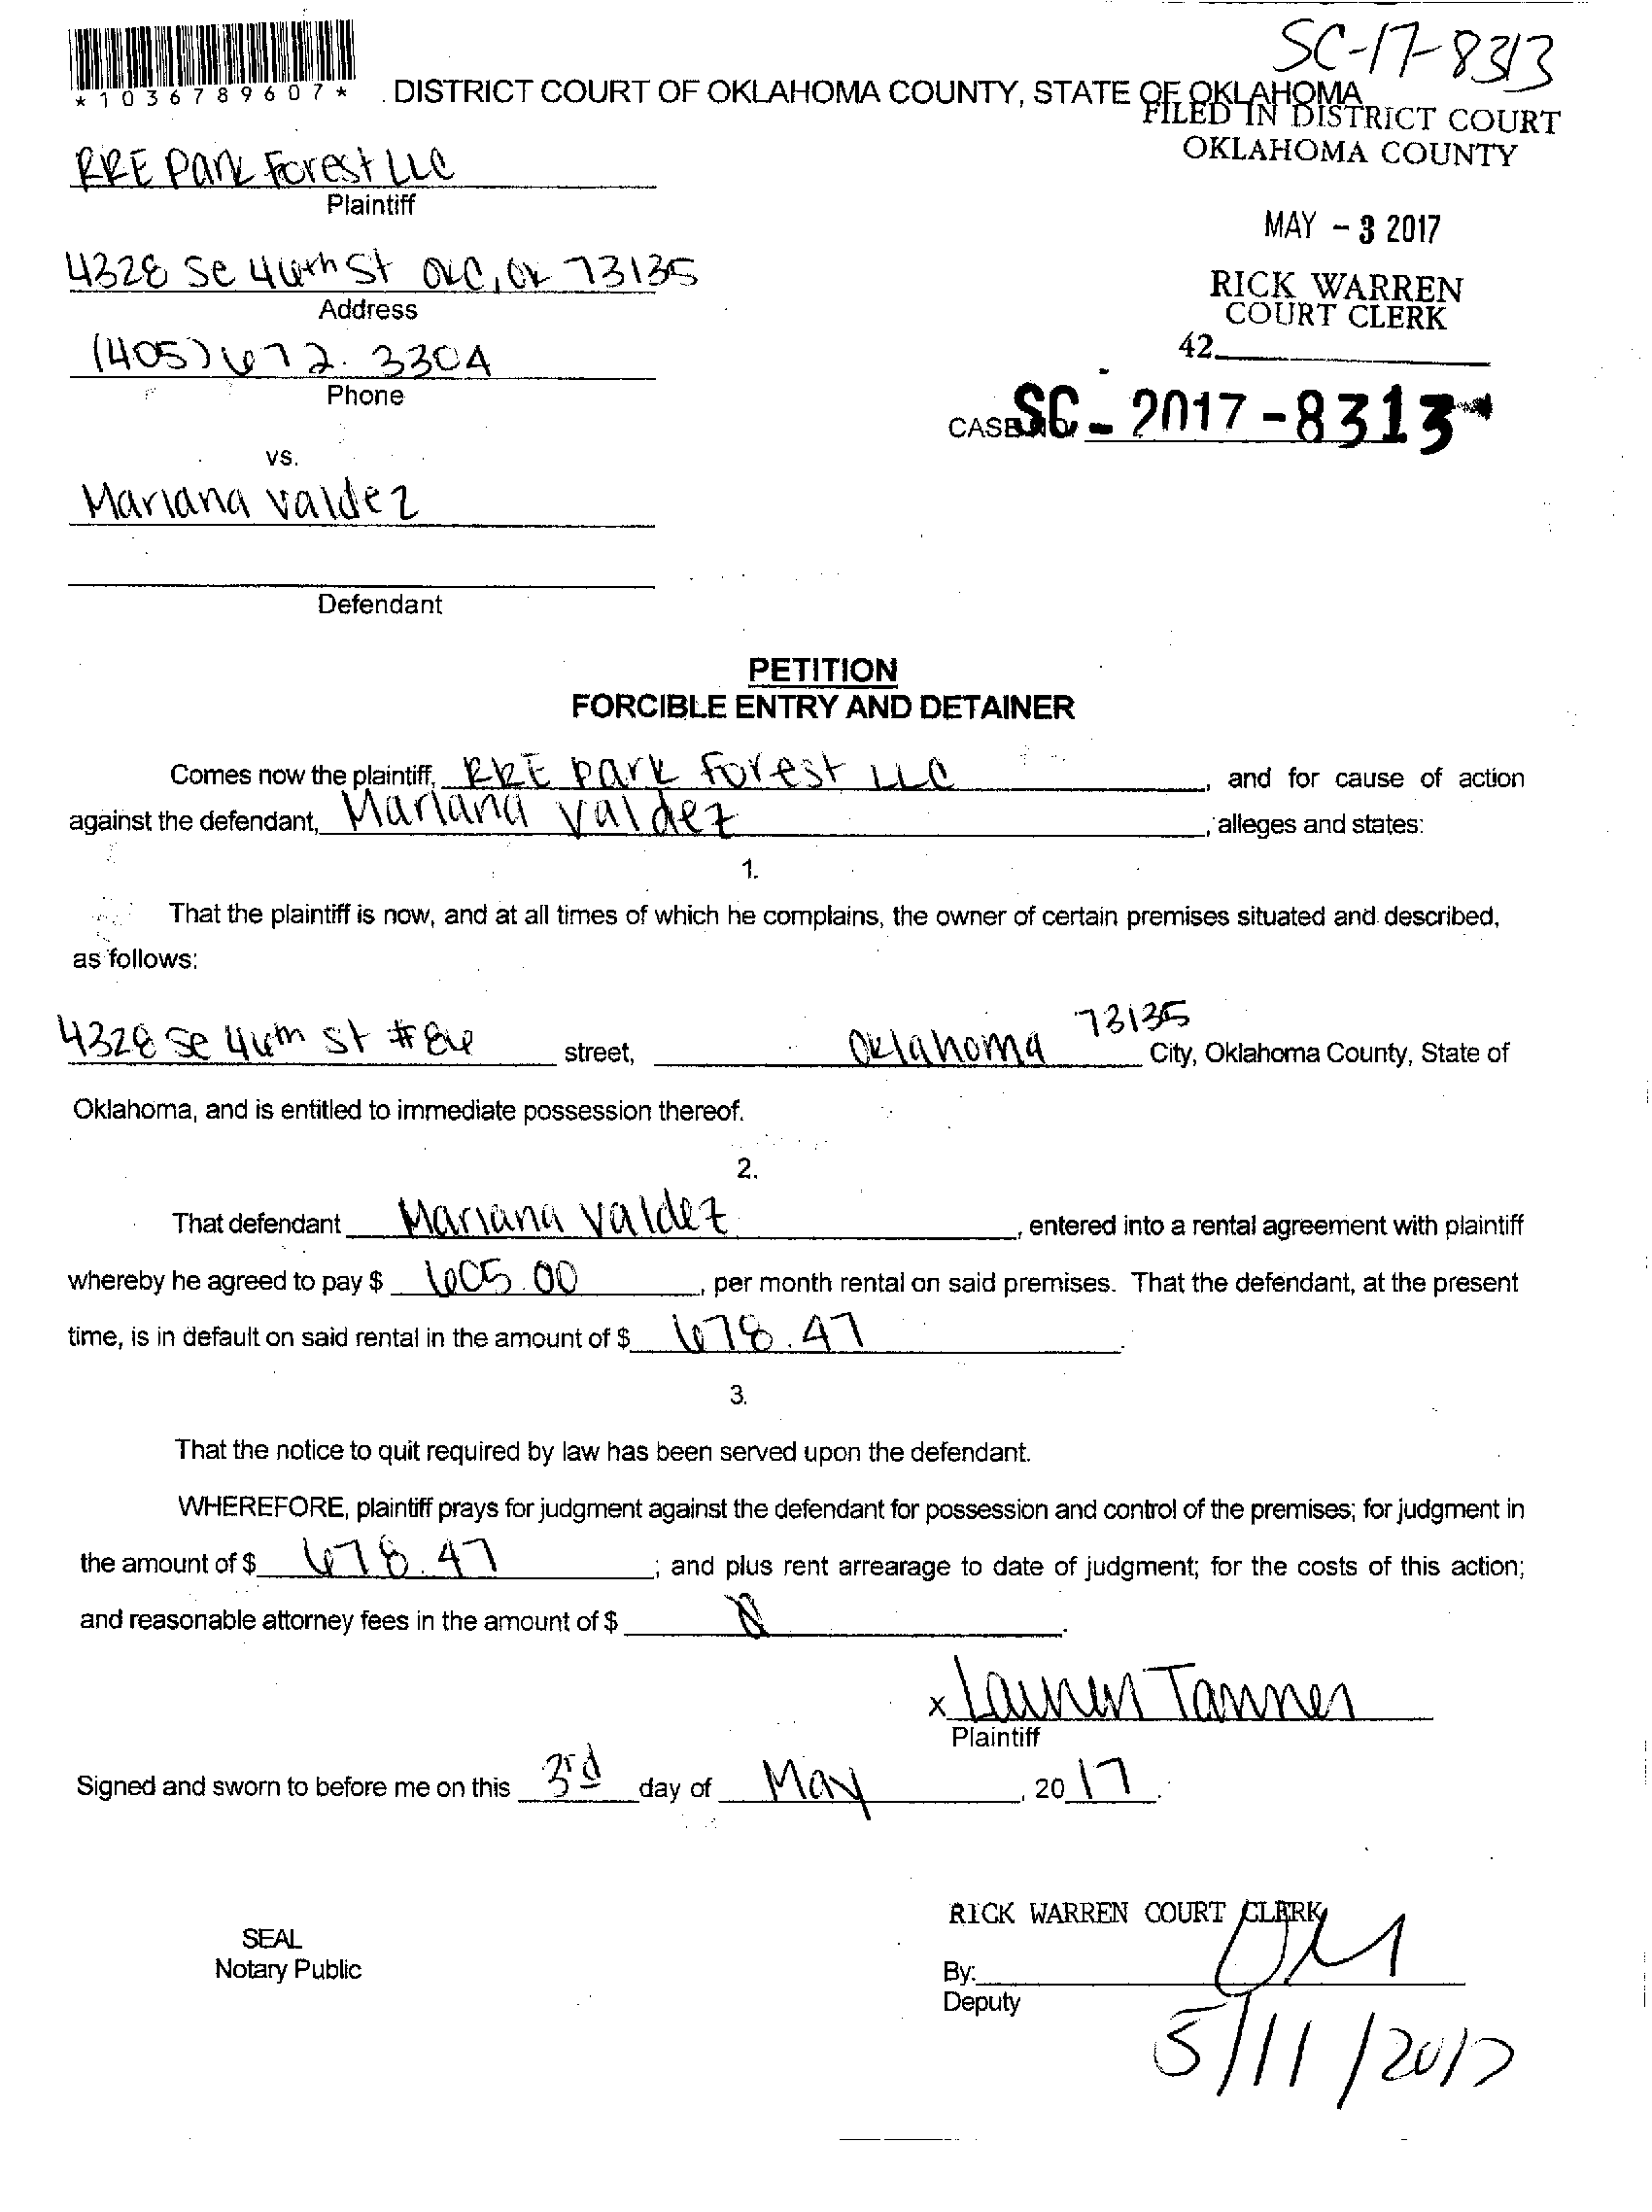 SC-17-8313
*1036789607*
DISTRICT COURT OF OKLAHOMA COUNTY, STATE OF OKLAHOMA
FILED IN DISTRICT COURT
OKLAHOMA COUNTY
RRE Park Forest LLC
Plaintiff
MAY - 3 2017
4328 SE 44th St OKC, OK 73135
Address
RICK WARREN
COURT CLERK
42
(405) 672. 3304
Phone
CASE NO. SC - 2017 - 8313
vs.
Mariana Valdez
Defendant
PETITION
FORCIBLE ENTRY AND DETAINER
Comes now the plaintiff, RRE Park Forest LLC, and for cause of action
against the defendant, Mariana Valdez, alleges and states:
1.
That the plaintiff is now, and at all times of which he complains, the owner of certain premises situated and described,
as follows:
4328 SE 44th St # street, Oklahoma 73135 City, Oklahoma County, State of
Oklahoma, and is entitled to immediate possession thereof.
2.
That defendant Mariana Valdez, entered into a rental agreement with plaintiff
whereby he agreed to pay $ 605.00, per month rental on said premises. That the defendant, at the present
time, is in default on said rental in the amount of $ 678.47.
3.
That the notice to quit required by law has been served upon the defendant.
WHEREFORE, plaintiff prays for judgment against the defendant for possession and control of the premises; for judgment in
the amount of $ 678.47; and plus rent arrearage to date of judgment; for the costs of this action;
and reasonable attorney fees in the amount of $
x Lauren Tanner
Plaintiff
Signed and sworn to before me on this 3rd day of May, 2017.
RICK WARREN COURT CLERK
SEAL
Notary Public
By:
Deputy
5/11/2017